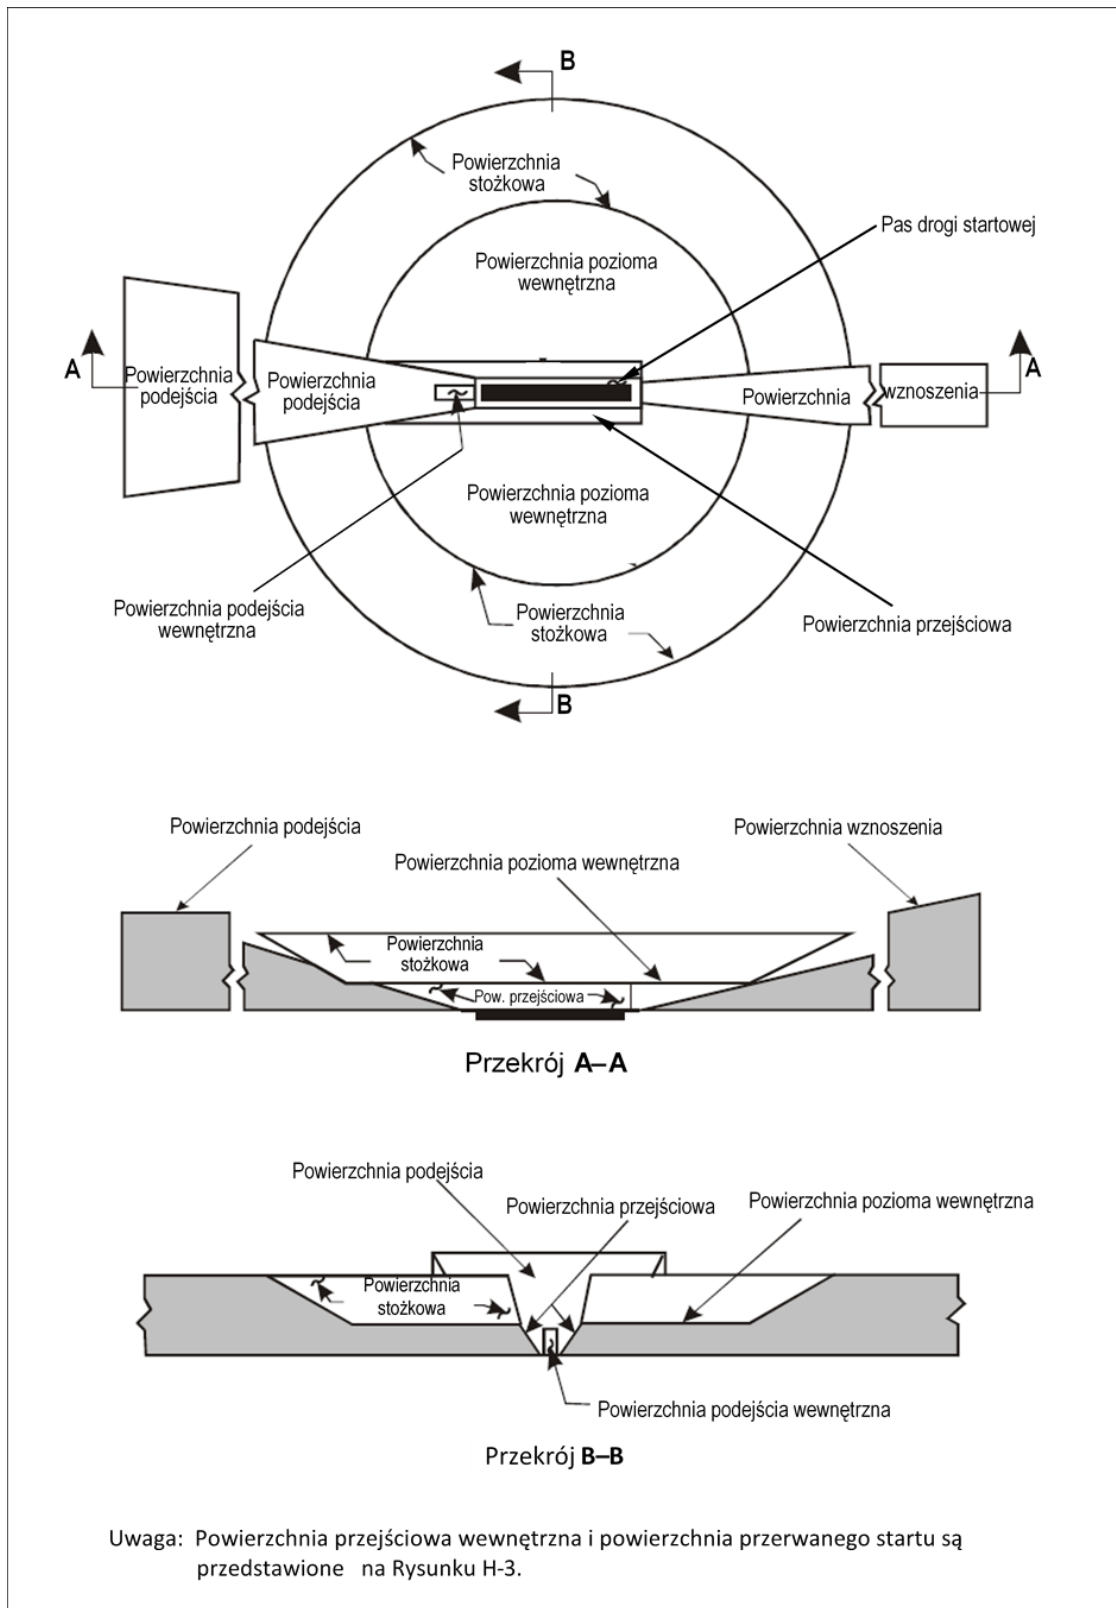 B
Powierzchnia
stożkowa
Pas drogi startowej
Powierzchnia pozioma
wewnętrzna
A
Powierzchnia
podejścia
Powierzchnia
podejścia
Powierzchnia
wznoszenia
A
Powierzchnia pozioma
wewnętrzna
Powierzchnia podejścia
wewnętrzna
Powierzchnia
stożkowa
Powierzchnia przejściowa
B
Powierzchnia podejścia
Powierzchnia wznoszenia
Powierzchnia pozioma wewnętrzna
Powierzchnia
stożkowa
Pow. przejściowa
Przekrój A–A
Powierzchnia podejścia
Powierzchnia przejściowa
Powierzchnia pozioma wewnętrzna
Powierzchnia
stożkowa
Powierzchnia podejścia wewnętrzna
Przekrój B–B
Uwaga: Powierzchnia przejściowa wewnętrzna i powierzchnia przerwanego startu są
przedstawione na Rysunku H-3.